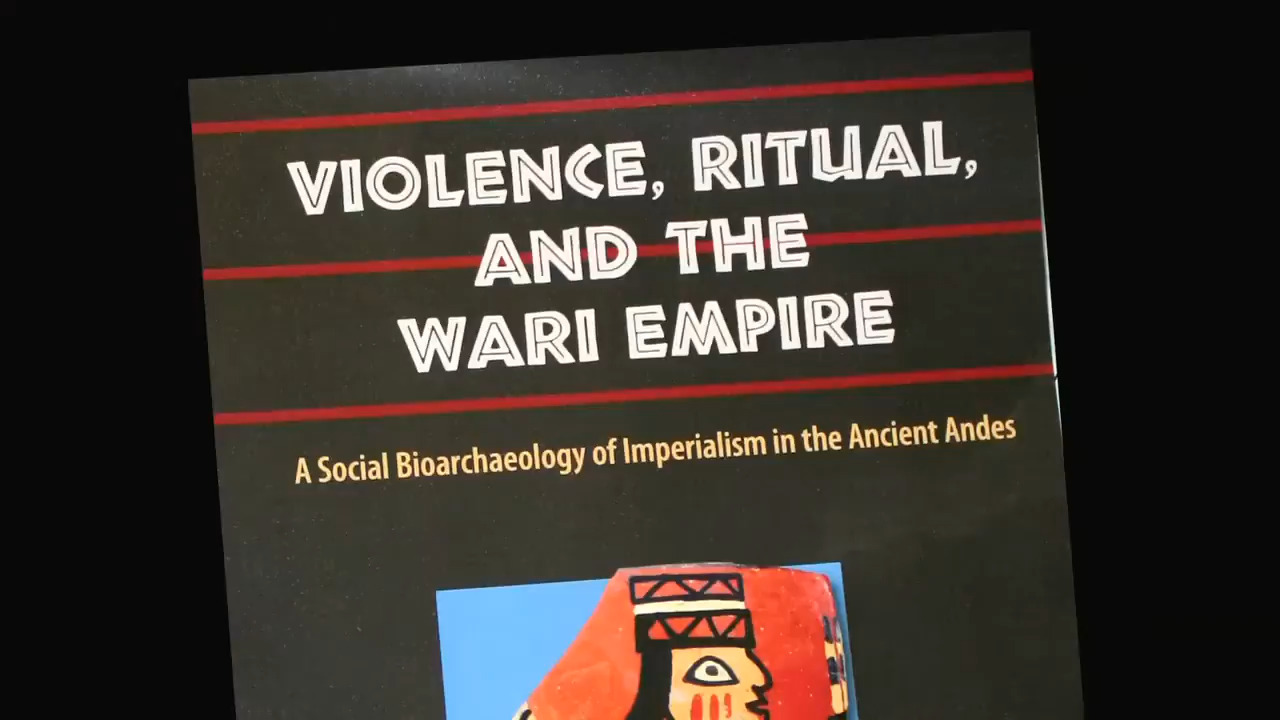 VIOLENCE, RITUAL,
AND THE
WARI EMPIRE
A Social Bioarchaeology of Imperialism in the Ancient Andes